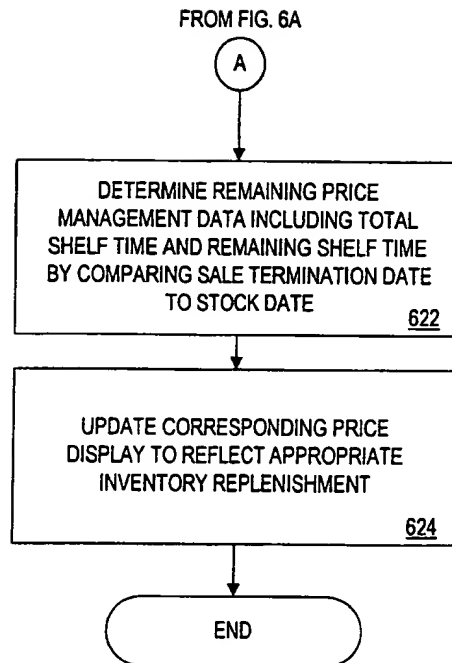 FROM FIG. 6A
A
DETERMINE REMAINING PRICE
MANAGEMENT DATA INCLUDING TOTAL
SHELF TIME AND REMAINING SHELF TIME
BY COMPARING SALE TERMINATION DATE
TO STOCK DATE
622
UPDATE CORRESPONDING PRICE
DISPLAY TO REFLECT APPROPRIATE
INVENTORY REPLENISHMENT
624
END